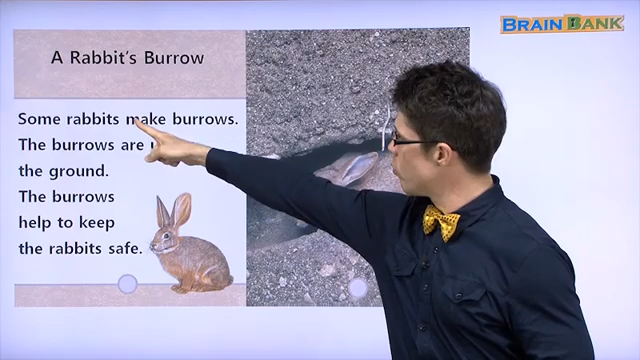 BRAIN BANK
A Rabbit's Burrow
Some rabbits make burrows.
The burrows are
the ground.
The burrows
help to keep
the rabbits safe.